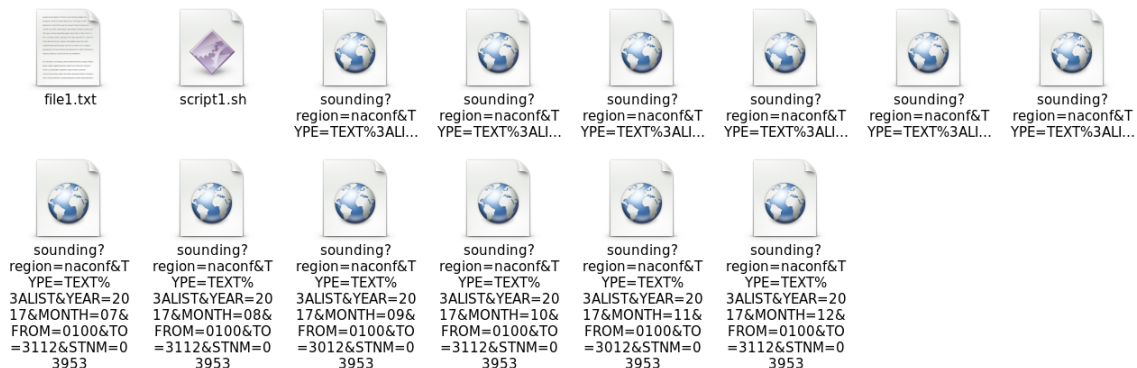 file1.txt
script1.sh
sounding?
region=naconf&T
YPE=TEXT%3ALI...
sounding?
region=naconf&T
YPE=TEXT%3ALI...
sounding?
region=naconf&T
YPE=TEXT%3ALI...
sounding?
region=naconf&T
YPE=TEXT%3ALI...
sounding?
region=naconf&T
YPE=TEXT%3ALI...
sounding?
region=naconf&T
YPE=TEXT%3ALI...
sounding?
region=naconf&T
YPE=TEXT%
3ALIST&YEAR=20
17&MONTH=07&
FROM=0100&TO
=3112&STNM=0
3953
sounding?
region=naconf&T
YPE=TEXT%
3ALIST&YEAR=20
17&MONTH=08&
FROM=0100&TO
=3112&STNM=0
3953
sounding?
region=naconf&T
YPE=TEXT%
3ALIST&YEAR=20
17&MONTH=09&
FROM=0100&TO
=3012&STNM=0
3953
sounding?
region=naconf&T
YPE=TEXT%
3ALIST&YEAR=20
17&MONTH=10&
FROM=0100&TO
=3112&STNM=0
3953
sounding?
region=naconf&T
YPE=TEXT%
3ALIST&YEAR=20
17&MONTH=11&
FROM=0100&TO
=3012&STNM=0
3953
sounding?
region=naconf&T
YPE=TEXT%
3ALIST&YEAR=20
17&MONTH=12&
FROM=0100&TO
=3112&STNM=0
3953